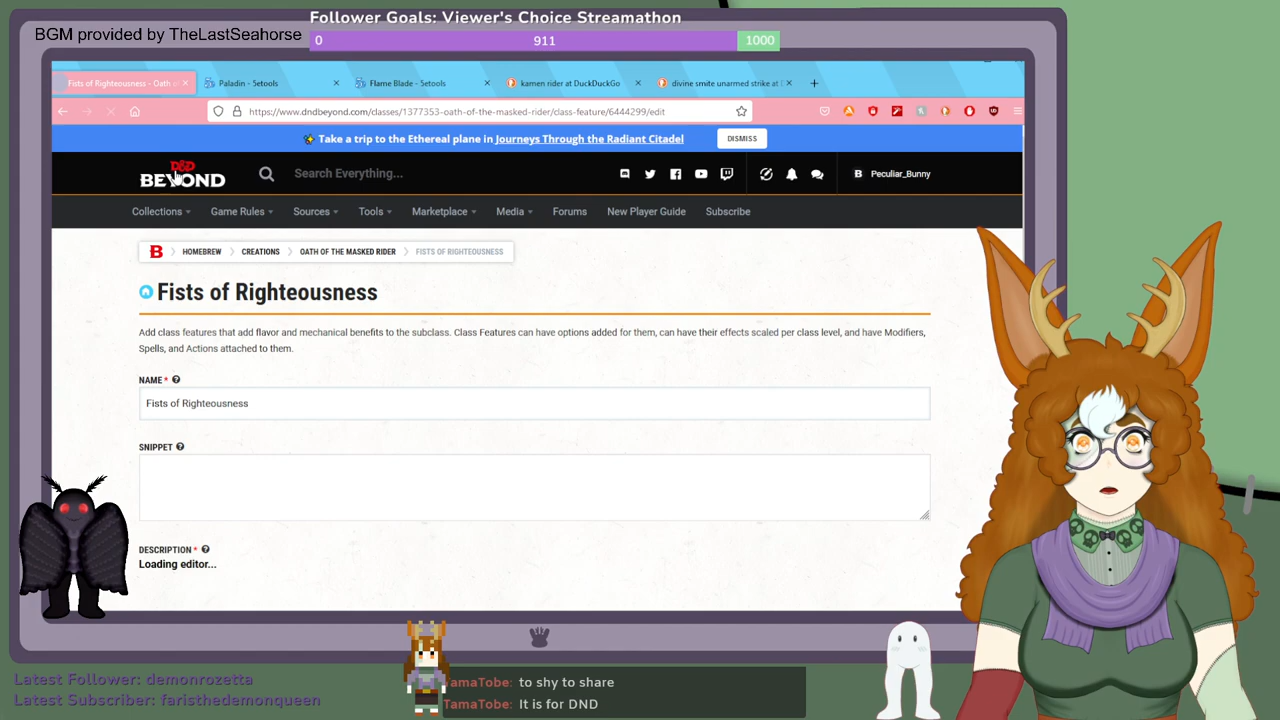 Follower Goals: Viewer's Choice Streamathon
BGM provided by TheLastSeahorse
0 911 1000
Fists of Righteousness - Oath o
Paladin - 5etools
Flame Blade - 5etools
kamen rider at DuckDuckGo
divine smite unarmed strike at
https://www.dndbeyond.com/classes/1377353-oath-of-the-masked-rider/class-feature/6444299/edit
Take a trip to the Ethereal plane in Journeys Through the Radiant Citadel
DISMISS
D&D
BEYOND
Search Everything...
B Peculiar_Bunny
Collections
Game Rules
Sources
Tools
Marketplace
Media
Forums
New Player Guide
Subscribe
B HOMEBREW CREATIONS OATH OF THE MASKED RIDER FISTS OF RIGHTEOUSNESS
Fists of Righteousness
Add class features that add flavor and mechanical benefits to the subclass. Class Features can have options added for them, can have their effects scaled per class level, and have Modifiers,
Spells, and Actions attached to them.
NAME *
Fists of Righteousness
SNIPPET
DESCRIPTION *
Loading editor...
Latest Follower: demonrozetta
Latest Subscriber: faristhedemonqueen
TamaTobe: to shy to share
TamaTobe: It is for DND